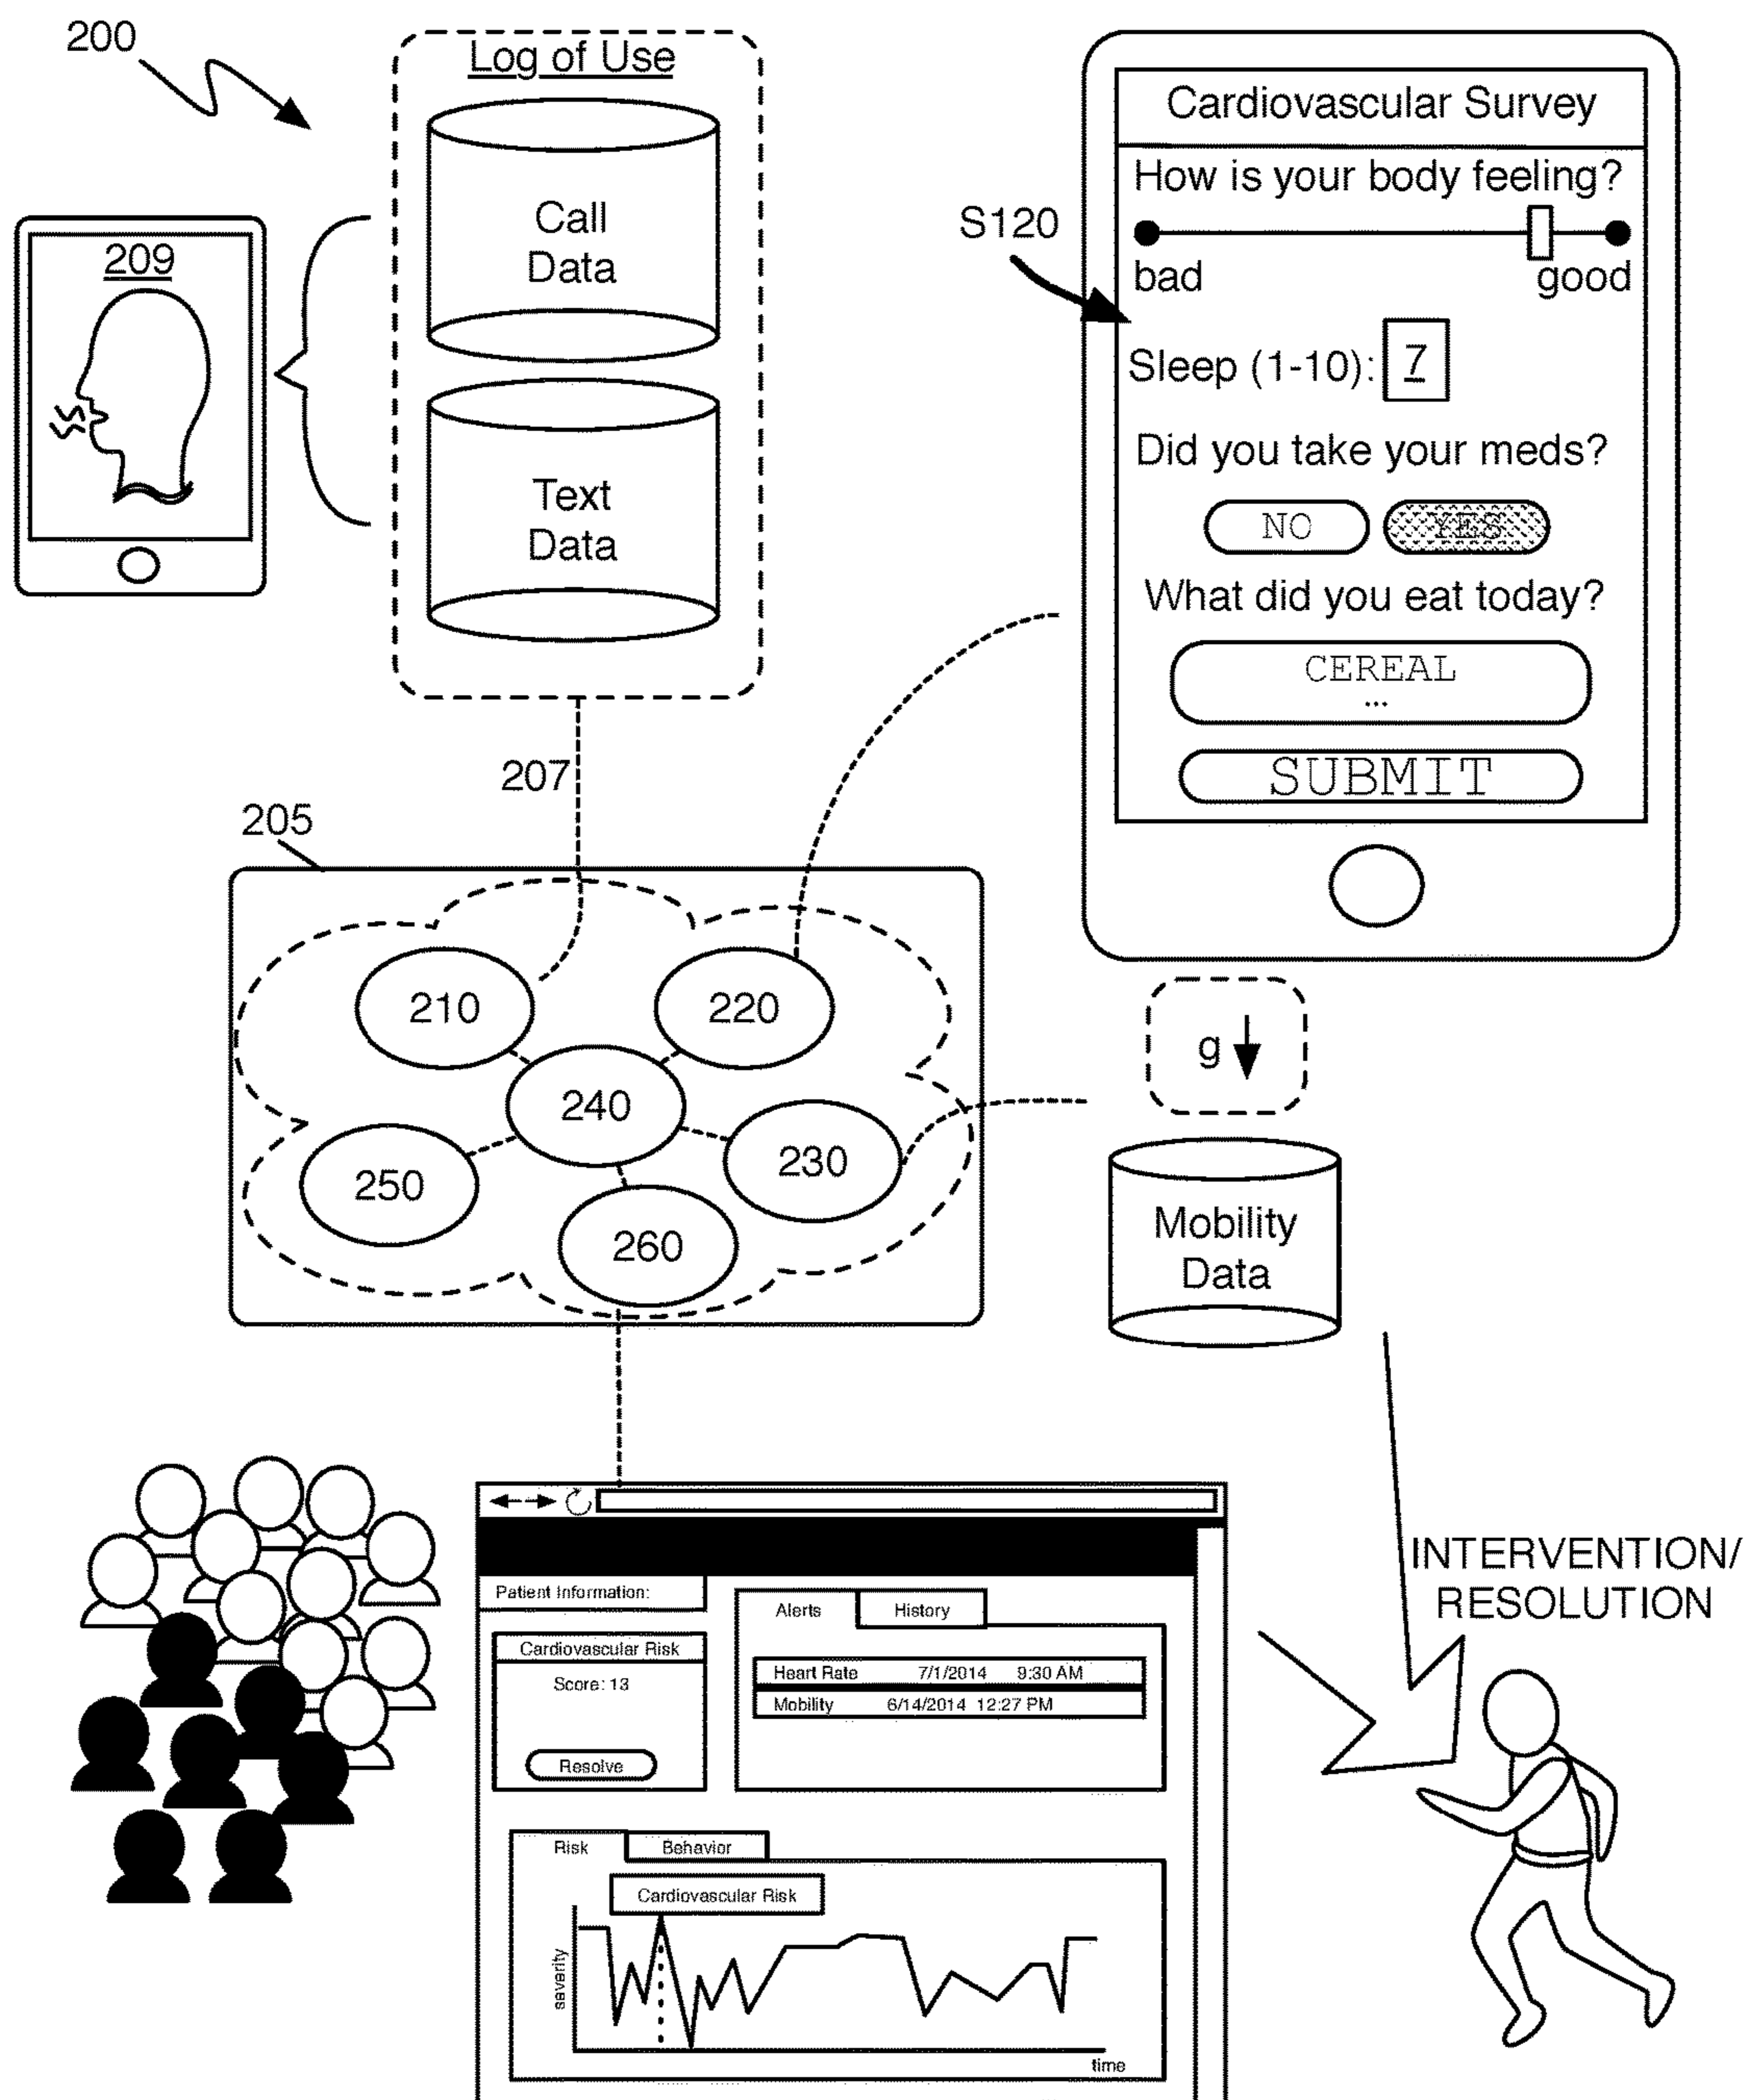 200
Log of Use
Call
Data
Text
Data
209
207
205
210
220
240
250
230
260
S120
Cardiovascular Survey
How is your body feeling?
bad
good
Sleep (1-10): 7
Did you take your meds?
NO
YES
What did you eat today?
CEREAL
...
SUBMIT
g
Mobility
Data
INTERVENTION/
RESOLUTION
Patient Information:
Cardiovascular Risk
Score: 13
Resolve
Alerts
History
Heart Rate 7/1/2014 9:30 AM
Mobility 6/14/2014 12:27 PM
Risk
Behavior
Cardiovascular Risk
severity
time